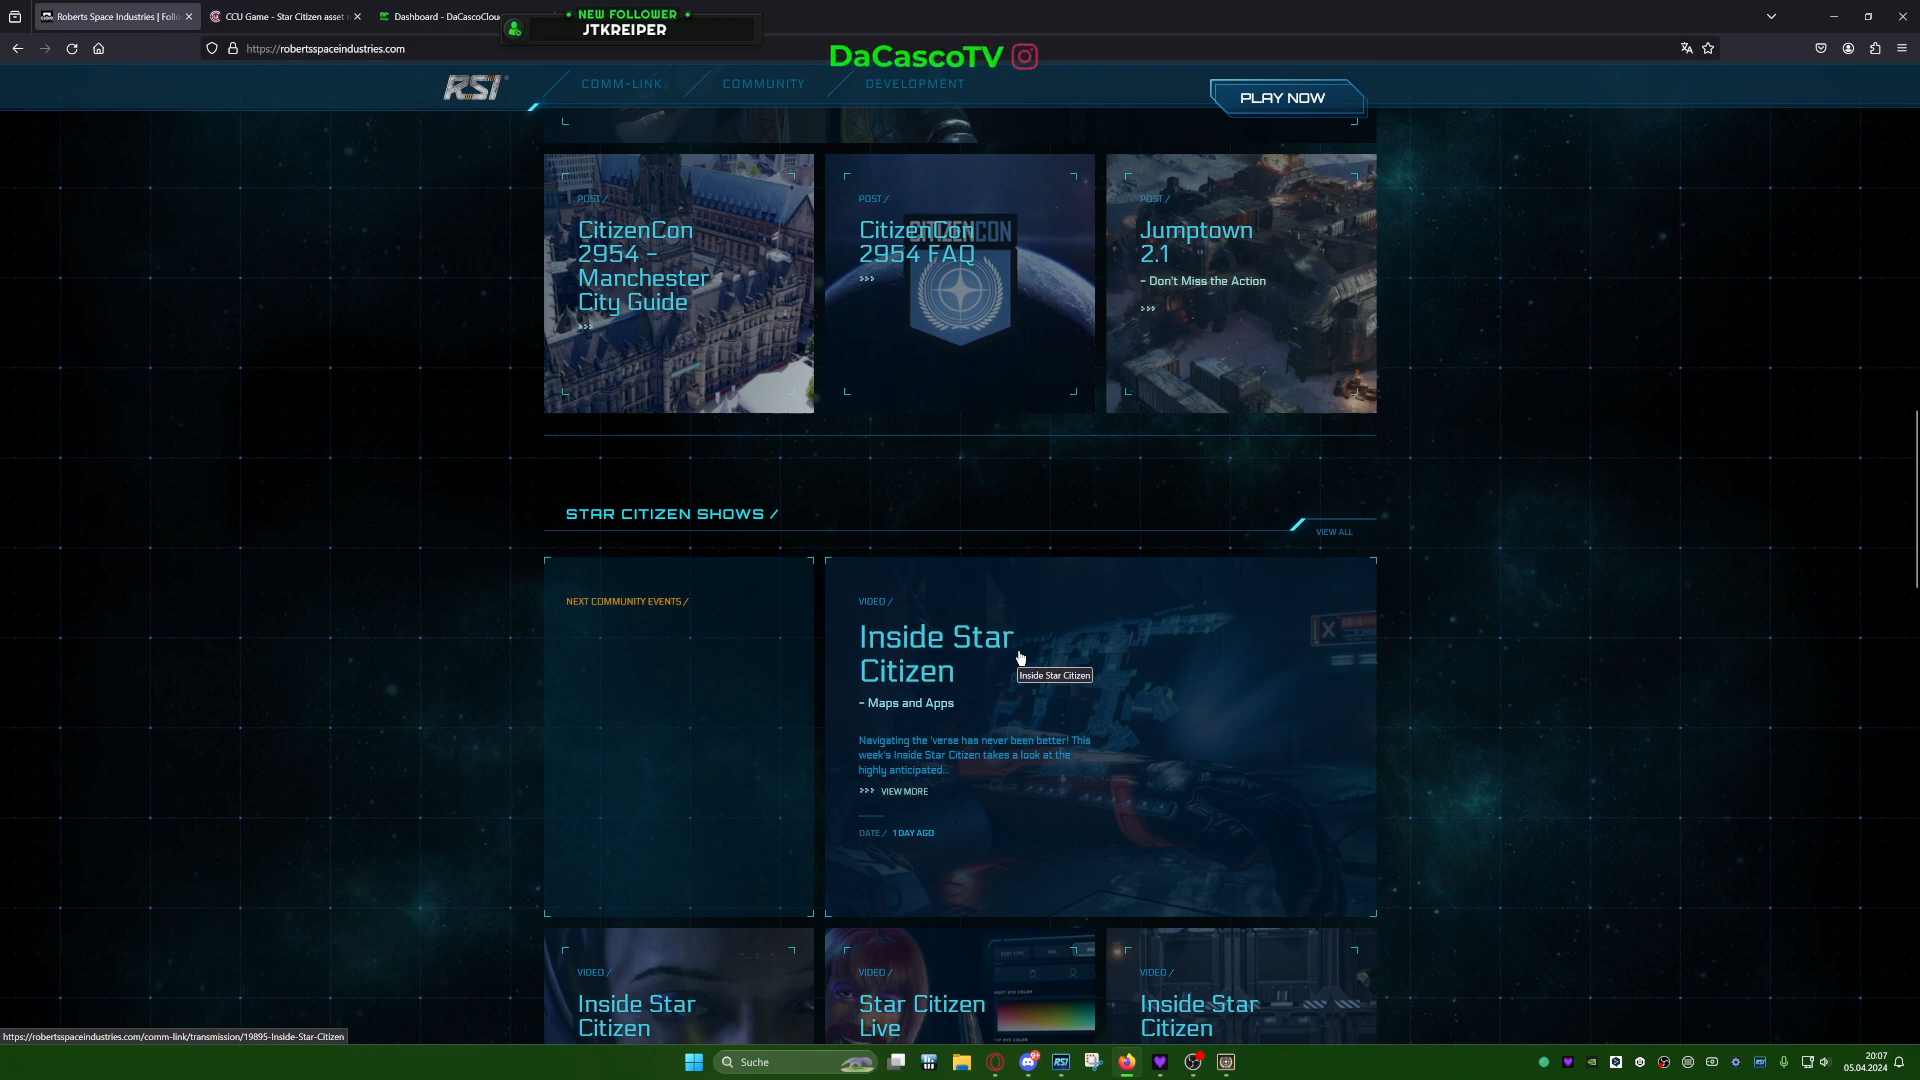 Roberts Space Industries | Follo
CCU Game - Star Citizen asset
Dashboard - DaCascoClou
NEW FOLLOWER
JTKREIPER
https://robertsspaceindustries.com
DaCascoTV
RSI
COMM-LINK
COMMUNITY
DEVELOPMENT
PLAY NOW
POST /
CitizenCon
2954 -
Manchester
City Guide
POST /
CITIZENCON
CitizenCon
2954 FAQ
POST /
Jumptown
2.1
- Don't Miss the Action
STAR CITIZEN SHOWS /
VIEW ALL
NEXT COMMUNITY EVENTS /
VIDEO /
Inside Star
Citizen
Inside Star Citizen
- Maps and Apps
Navigating the 'verse has never been better! This
week's Inside Star Citizen takes a look at the
highly anticipated...
VIEW MORE
DATE / 1 DAY AGO
VIDEO /
Inside Star
Citizen
VIDEO /
Star Citizen
Live
VIDEO /
Inside Star
Citizen
https://robertsspaceindustries.com/comm-link/transmission/19895-Inside-Star-Citizen
Suche
RSI
20:07
05.04.2024